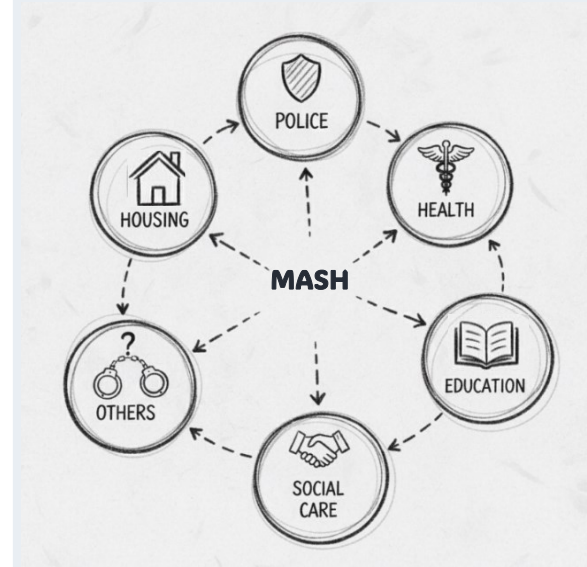 POLICE
HOUSING
HEALTH
MASH
?
OTHERS
EDUCATION
SOCIAL
CARE